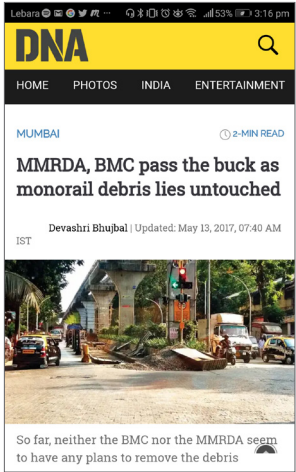 Lebara 53% 3:16 pm
DNA
HOME PHOTOS INDIA ENTERTAINMENT
MUMBAI 2-MIN READ
MMRDA, BMC pass the buck as
monorail debris lies untouched
Devashri Bhujbal | Updated: May 13, 2017, 07:40 AM
IST
So far, neither the BMC nor the MMRDA seem
to have any plans to remove the debris